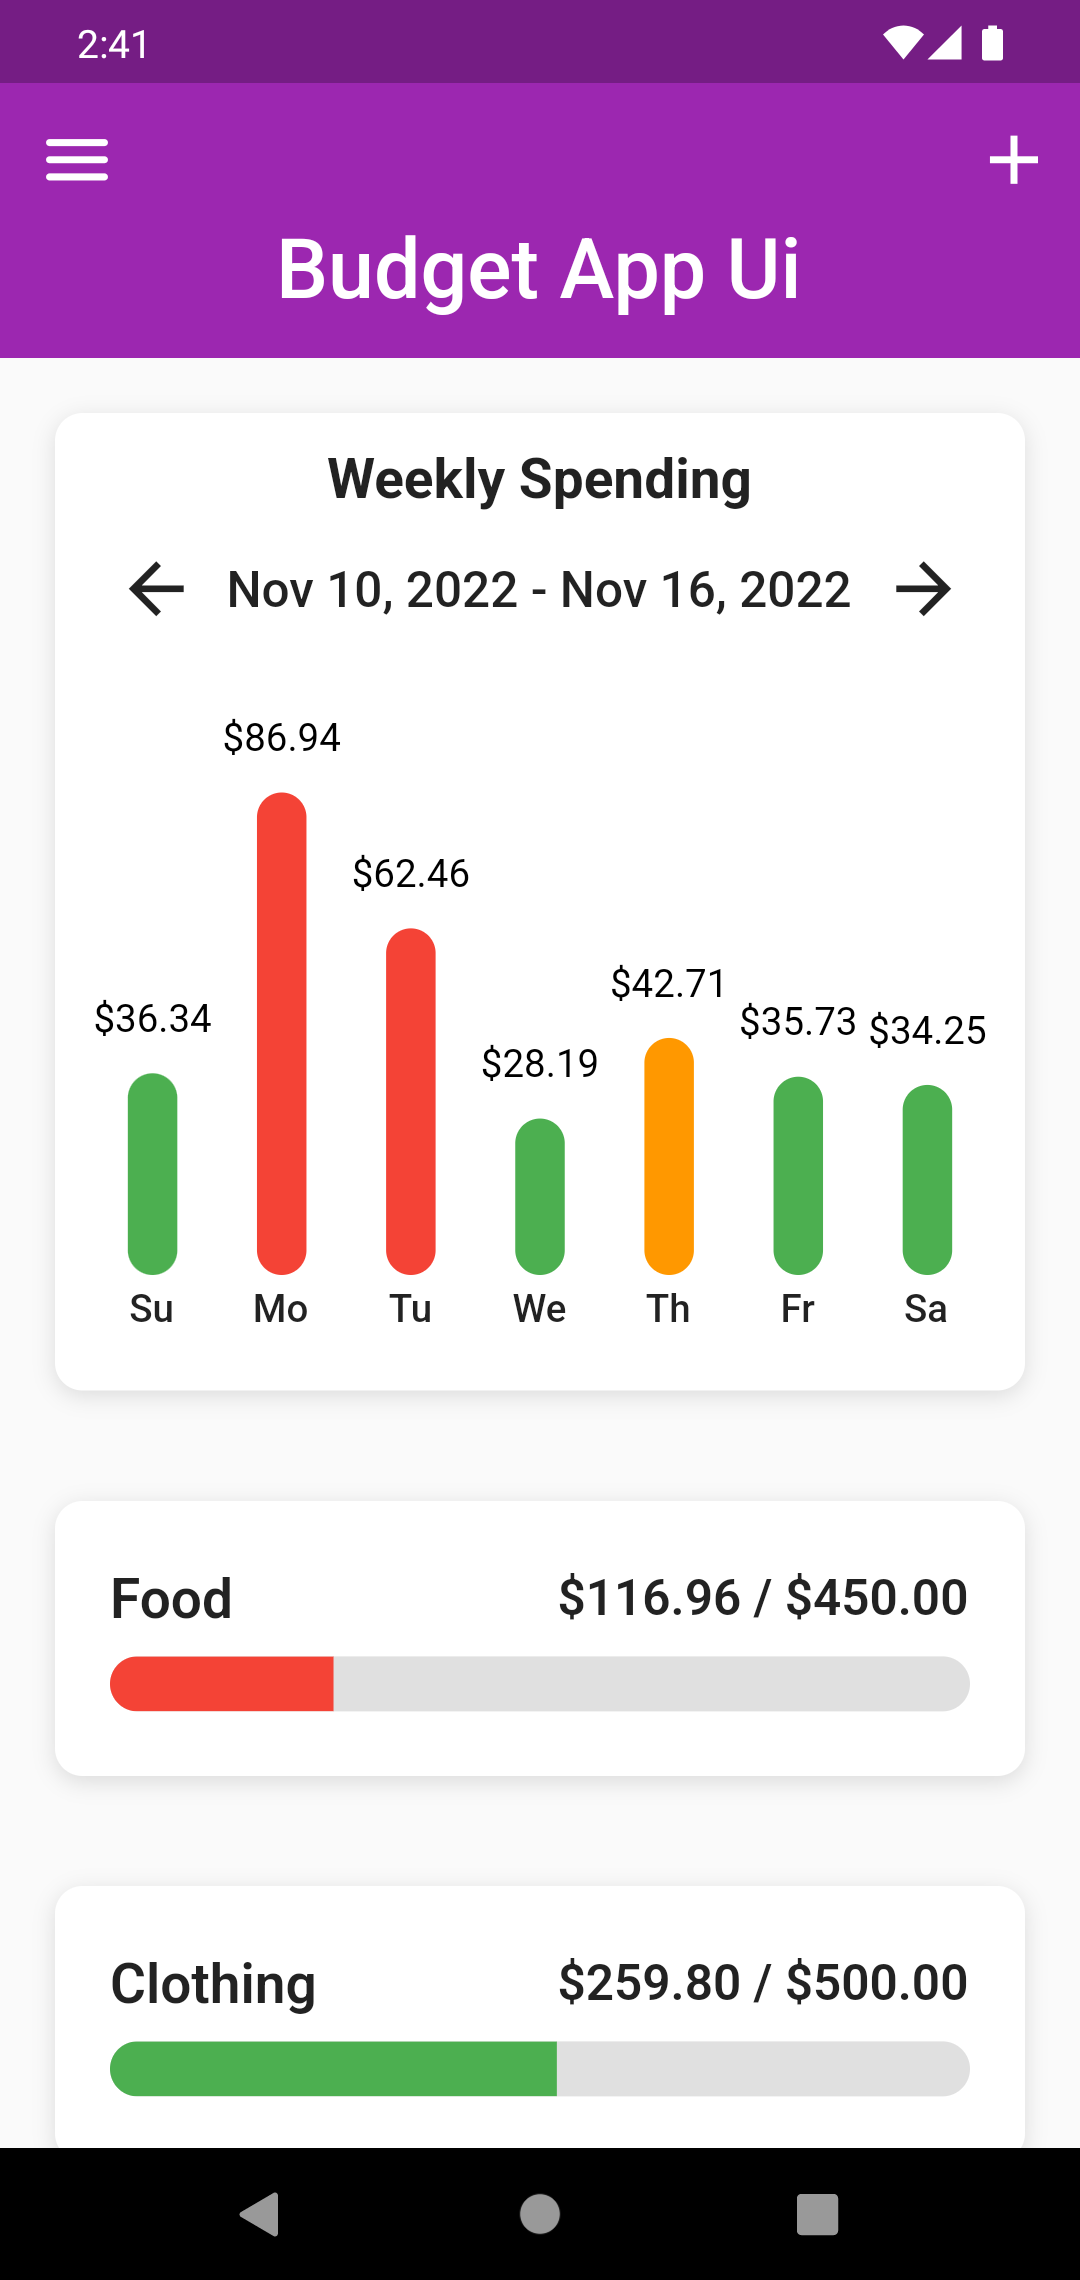 2:41
Budget App Ui
Weekly Spending
Nov 10, 2022 - Nov 16, 2022
$86.94
$62.46
$42.71
$36.34
$35.73
$34.25
$28.19
Su Mo Tu We Th Fr Sa
Food $116.96 / $450.00
Clothing $259.80 / $500.00